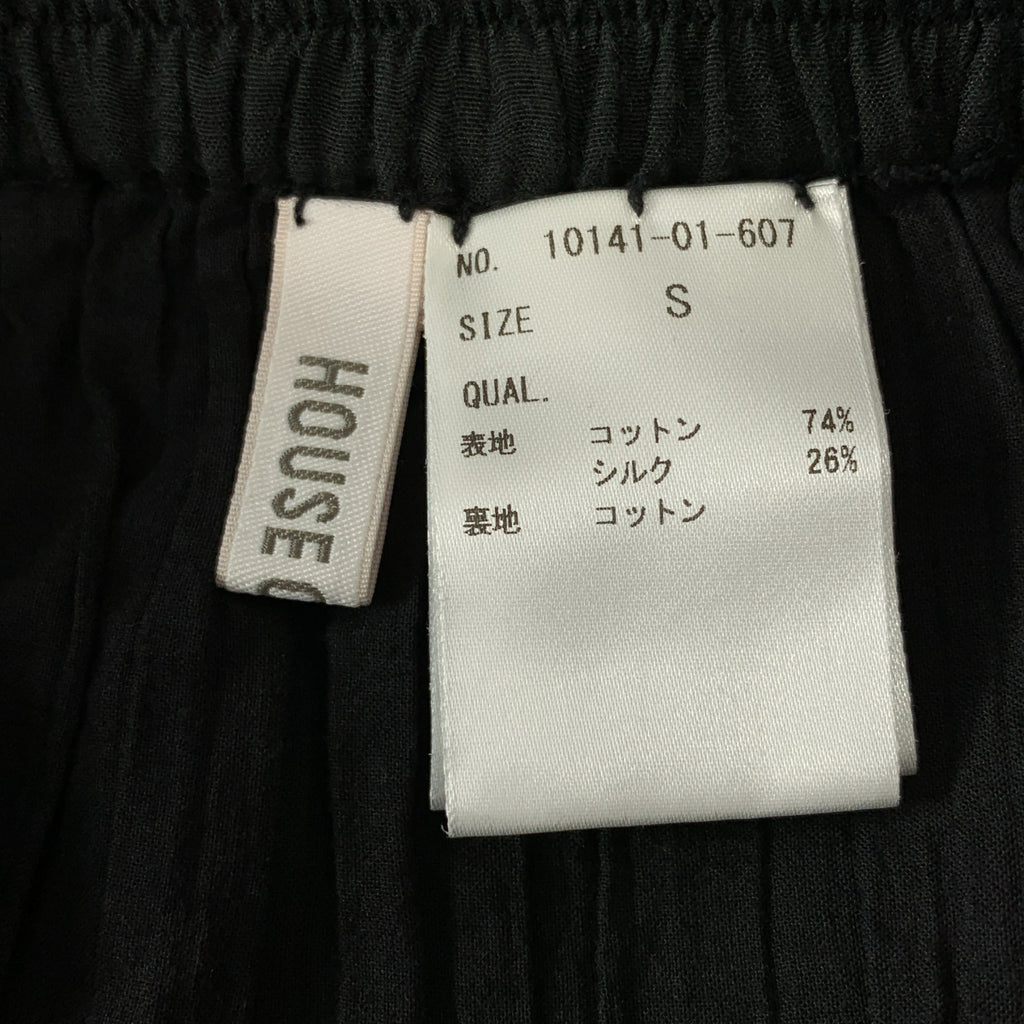 HOUSE
NO. 10141-01-607
SIZE S
QUAL.
表地 コットン 74%
シルク 26%
裏地 コットン